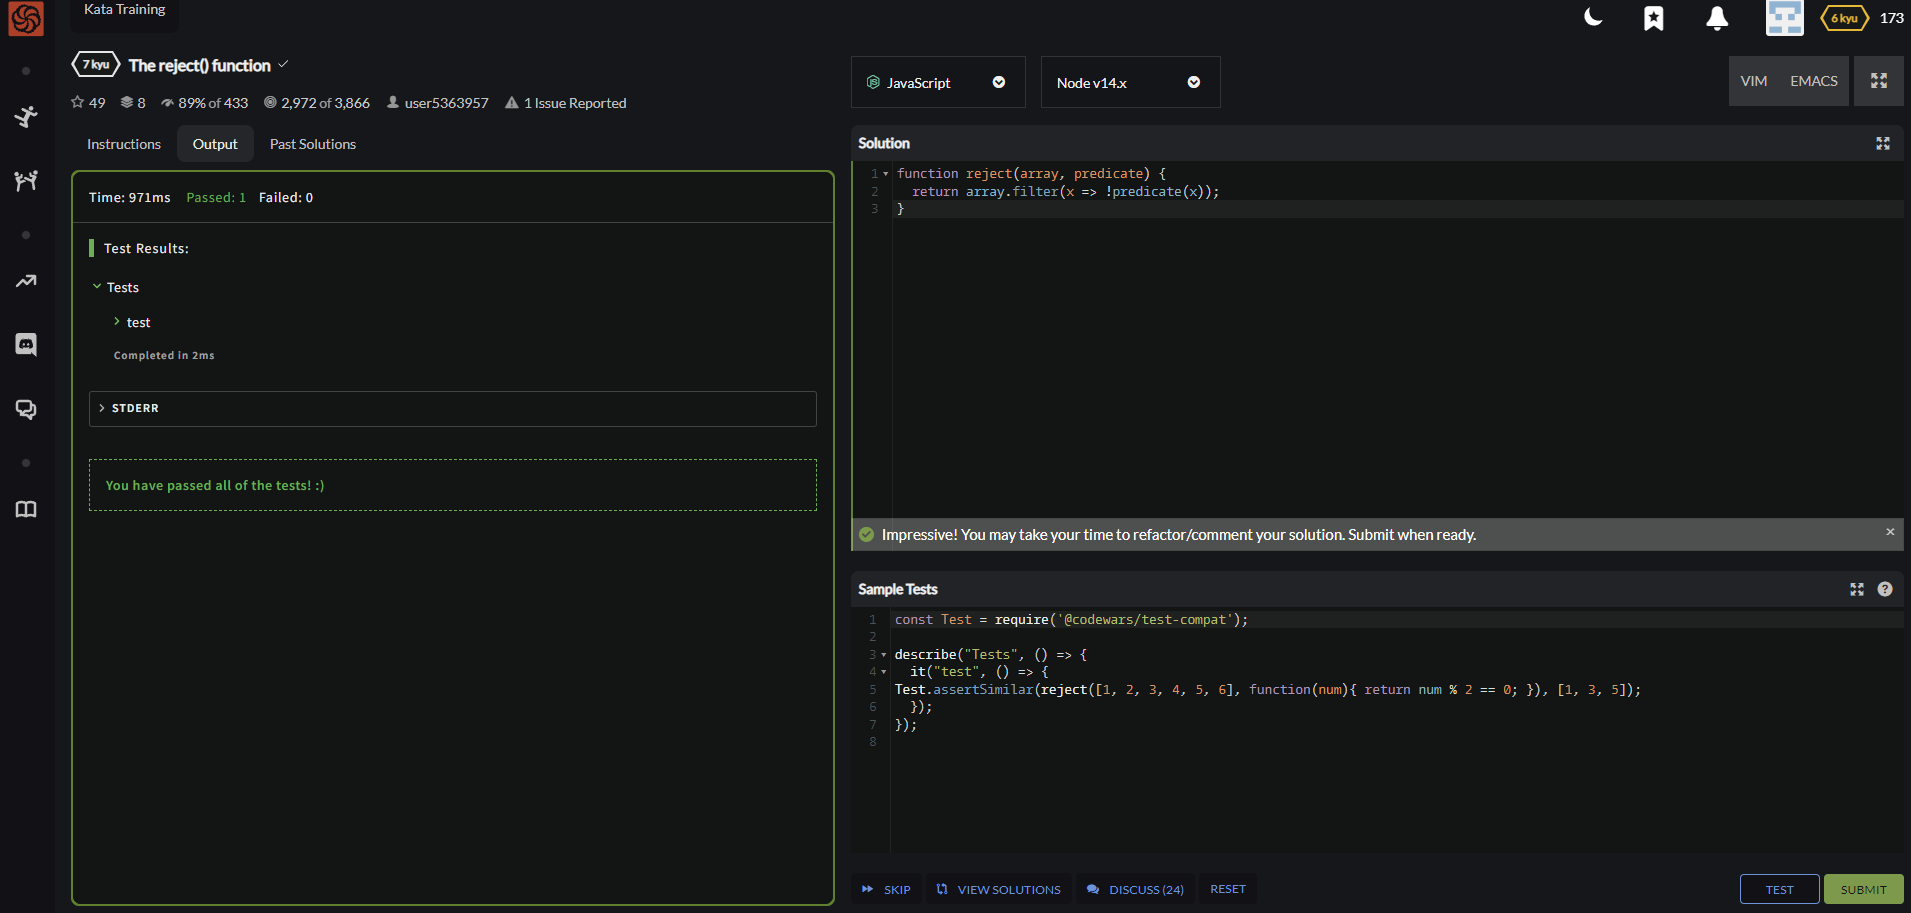 Kata Training
6 kyu 173
7 kyu The reject() function
49 8 89% of 433 2,972 of 3,866 user5363957 1 Issue Reported
Instructions Output Past Solutions
Time: 971ms Passed: 1 Failed: 0
Test Results:
Tests
test
Completed in 2ms
STDERR
You have passed all of the tests! :)
JavaScript Node v14.x VIM EMACS
Solution
1 function reject(array, predicate) {
2 return array.filter(x => !predicate(x));
3 }
Impressive! You may take your time to refactor/comment your solution. Submit when ready.
Sample Tests
1 const Test = require('@codewars/test-compat');
2
3 describe("Tests", () => {
4 it("test", () => {
5 Test.assertSimilar(reject([1, 2, 3, 4, 5, 6], function(num){ return num % 2 == 0; }), [1, 3, 5]);
6 });
7 });
8
SKIP VIEW SOLUTIONS DISCUSS (24) RESET TEST SUBMIT